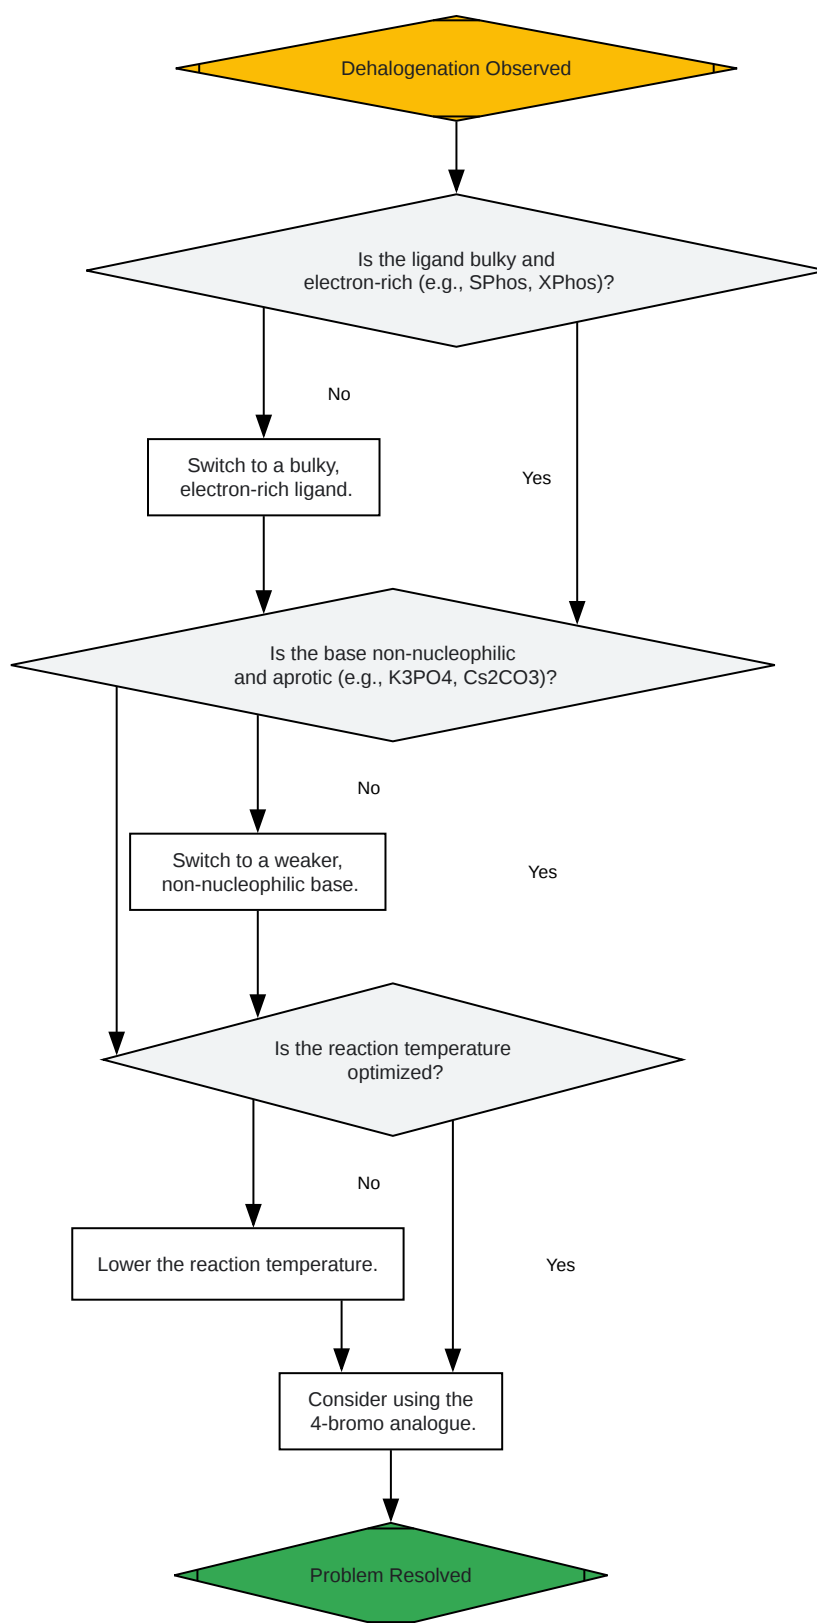 Dehalogenation Observed
Is the ligand bulky and
electron-rich (e.g., SPhos, XPhos)?
No
Switch to a bulky,
electron-rich ligand.
Yes
Is the base non-nucleophilic
and aprotic (e.g., K3PO4, Cs2CO3)?
No
Switch to a weaker,
non-nucleophilic base.
Yes
Is the reaction temperature
optimized?
No
Lower the reaction temperature.
Yes
Consider using the
4-bromo analogue.
Problem Resolved